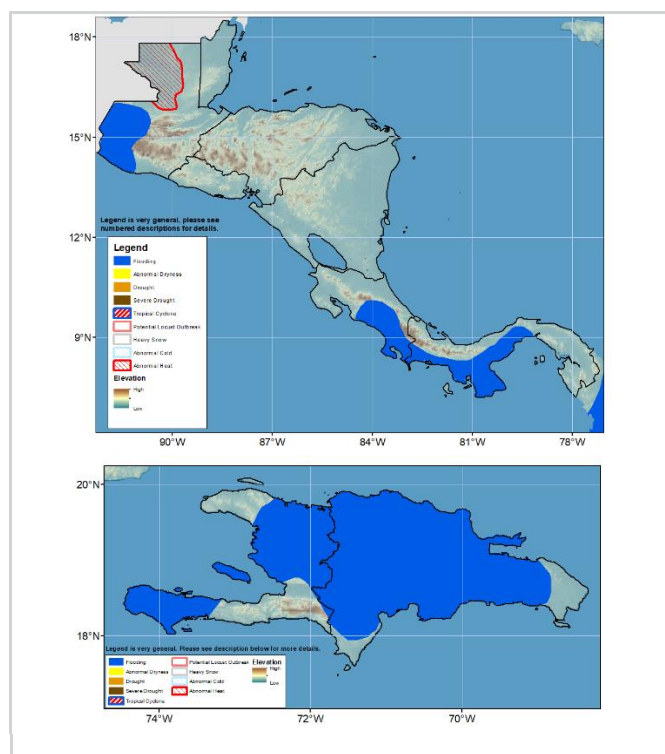 18°N
15°N
12°N
9°N
Legend is very general, please see
numbered descriptions for details.
Legend
Flooding
Abnormal Dryness
Drought
Severe Drought
Tropical Cyclone
Potential Locust Outbreak
Heavy Snow
Abnormal Cold
Abnormal Heat
Elevation
High
Low
90°W 87°W 84°W 81°W 78°W
20°N
18°N
Legend is very general. Please see description below for more details.
Flooding Potential Locust Outbreak Elevation
Abnormal Dryness Heavy Snow High
Drought Abnormal Cold Low
Severe Drought Abnormal Heat
Tropical Cyclone
74°W 72°W 70°W